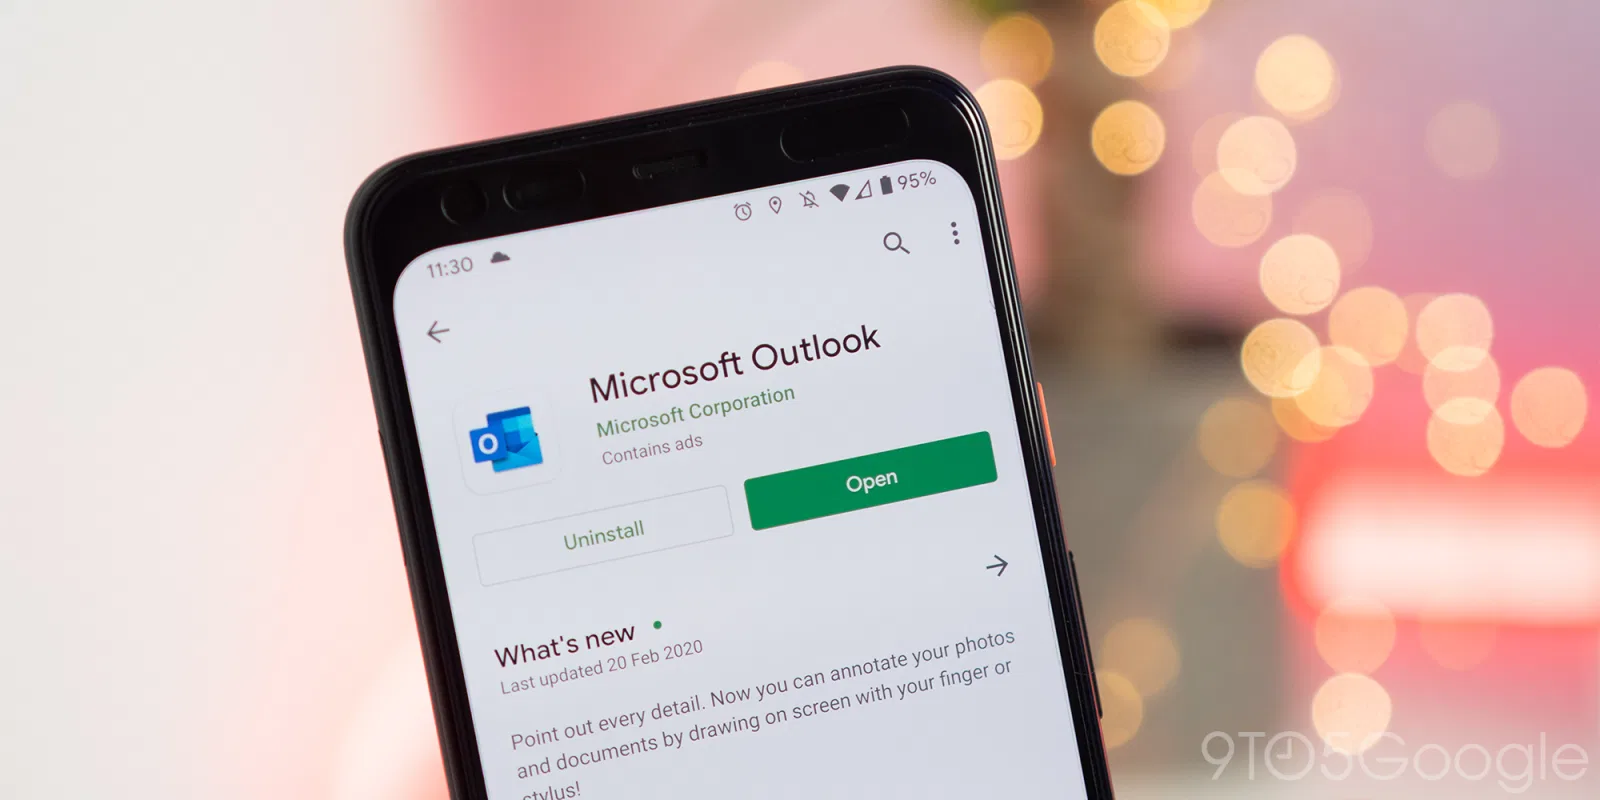 11:30
95%
Microsoft Outlook
Microsoft Corporation
Contains ads
Uninstall
Open
What's new
Last updated 20 Feb 2020
Point out every detail. Now you can annotate your photos
and documents by drawing on screen with your finger or
stylus!
9TO5Google